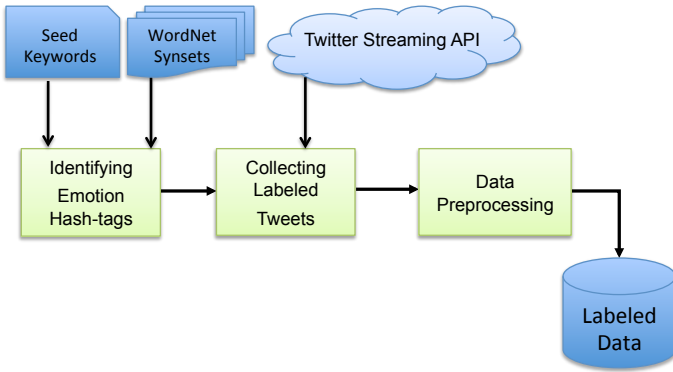 Seed
Keywords
WordNet
Synsets
Twitter Streaming API
Identifying
Emotion
Hash-tags
Collecting
Labeled
Tweets
Data
Preprocessing
Labeled
Data